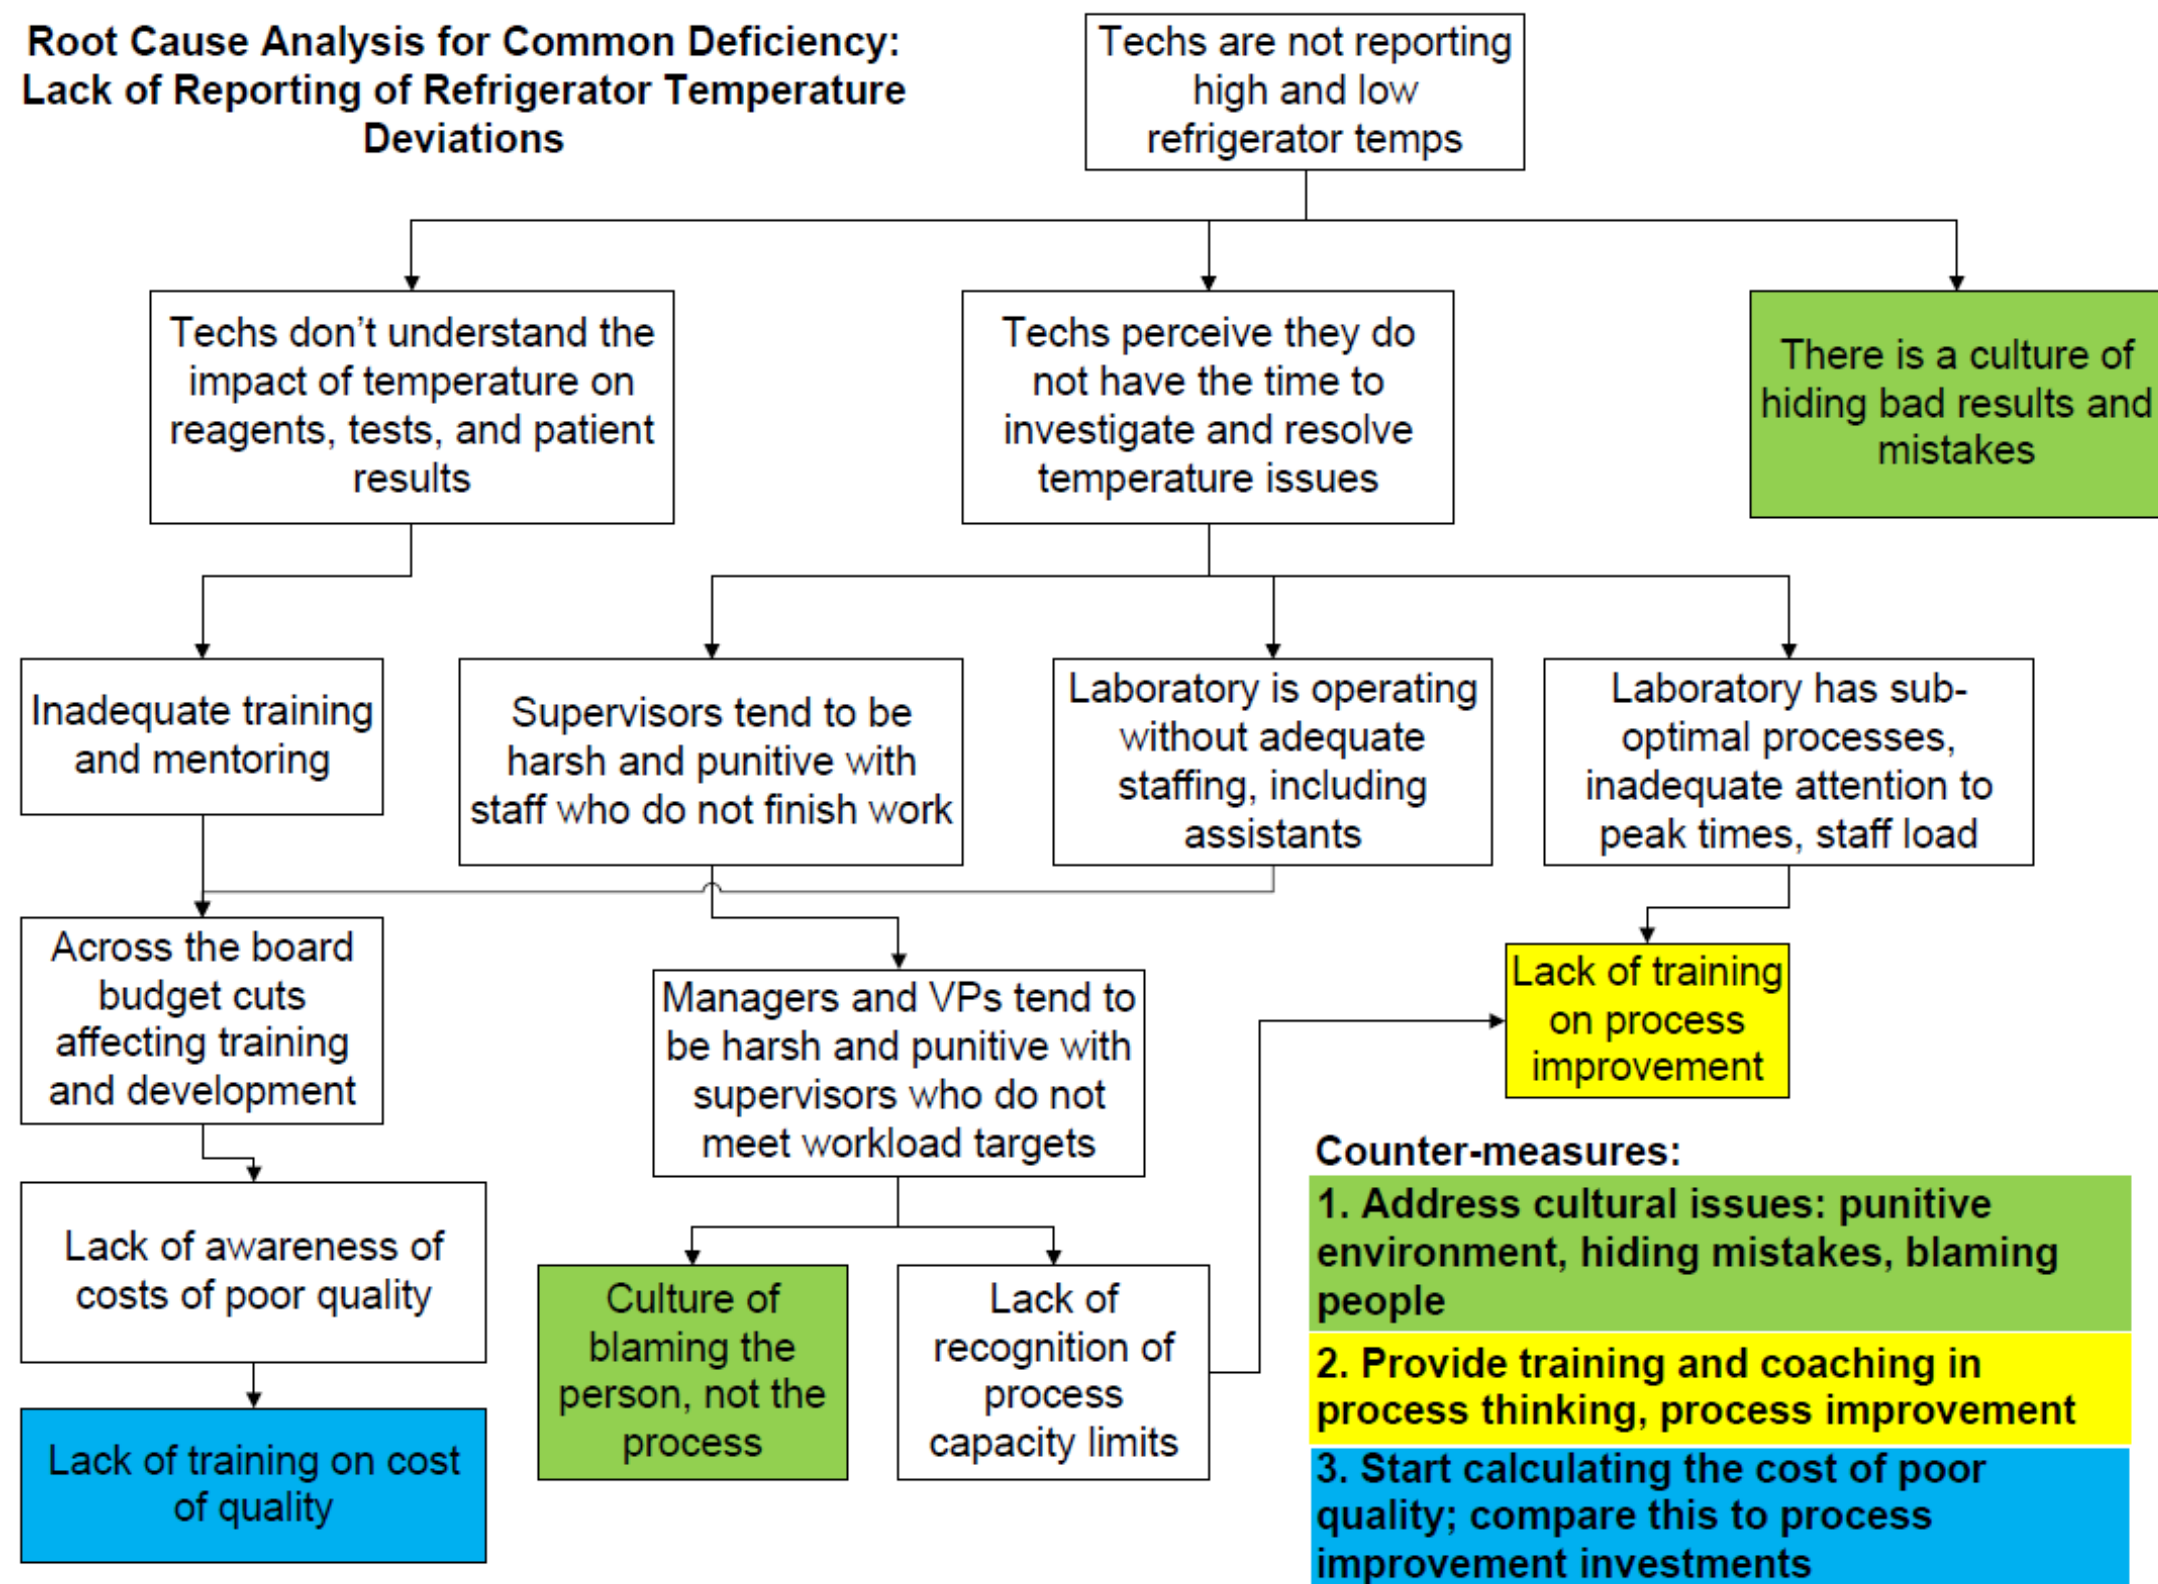 Root Cause Analysis for Common Deficiency:
Lack of Reporting of Refrigerator Temperature
Deviations
Techs are not reporting
high and low
refrigerator temps
Techs don’t understand the
impact of temperature on
reagents, tests, and patient
results
Techs perceive they do
not have the time to
investigate and resolve
temperature issues
There is a culture of
hiding bad results and
mistakes
Inadequate training
and mentoring
Supervisors tend to be
harsh and punitive with
staff who do not finish work
Laboratory is operating
without adequate
staffing, including
assistants
Laboratory has sub-
optimal processes,
inadequate attention to
peak times, staff load
Across the board
budget cuts
affecting training
and development
Managers and VPs tend to
be harsh and punitive with
supervisors who do not
meet workload targets
Lack of training
on process
improvement
Lack of awareness of
costs of poor quality
Culture of
blaming the
person, not the
process
Lack of
recognition of
process
capacity limits
Lack of training on cost
of quality
Counter-measures:
1. Address cultural issues: punitive
environment, hiding mistakes, blaming
people
2. Provide training and coaching in
process thinking, process improvement
3. Start calculating the cost of poor
quality; compare this to process
improvement investments